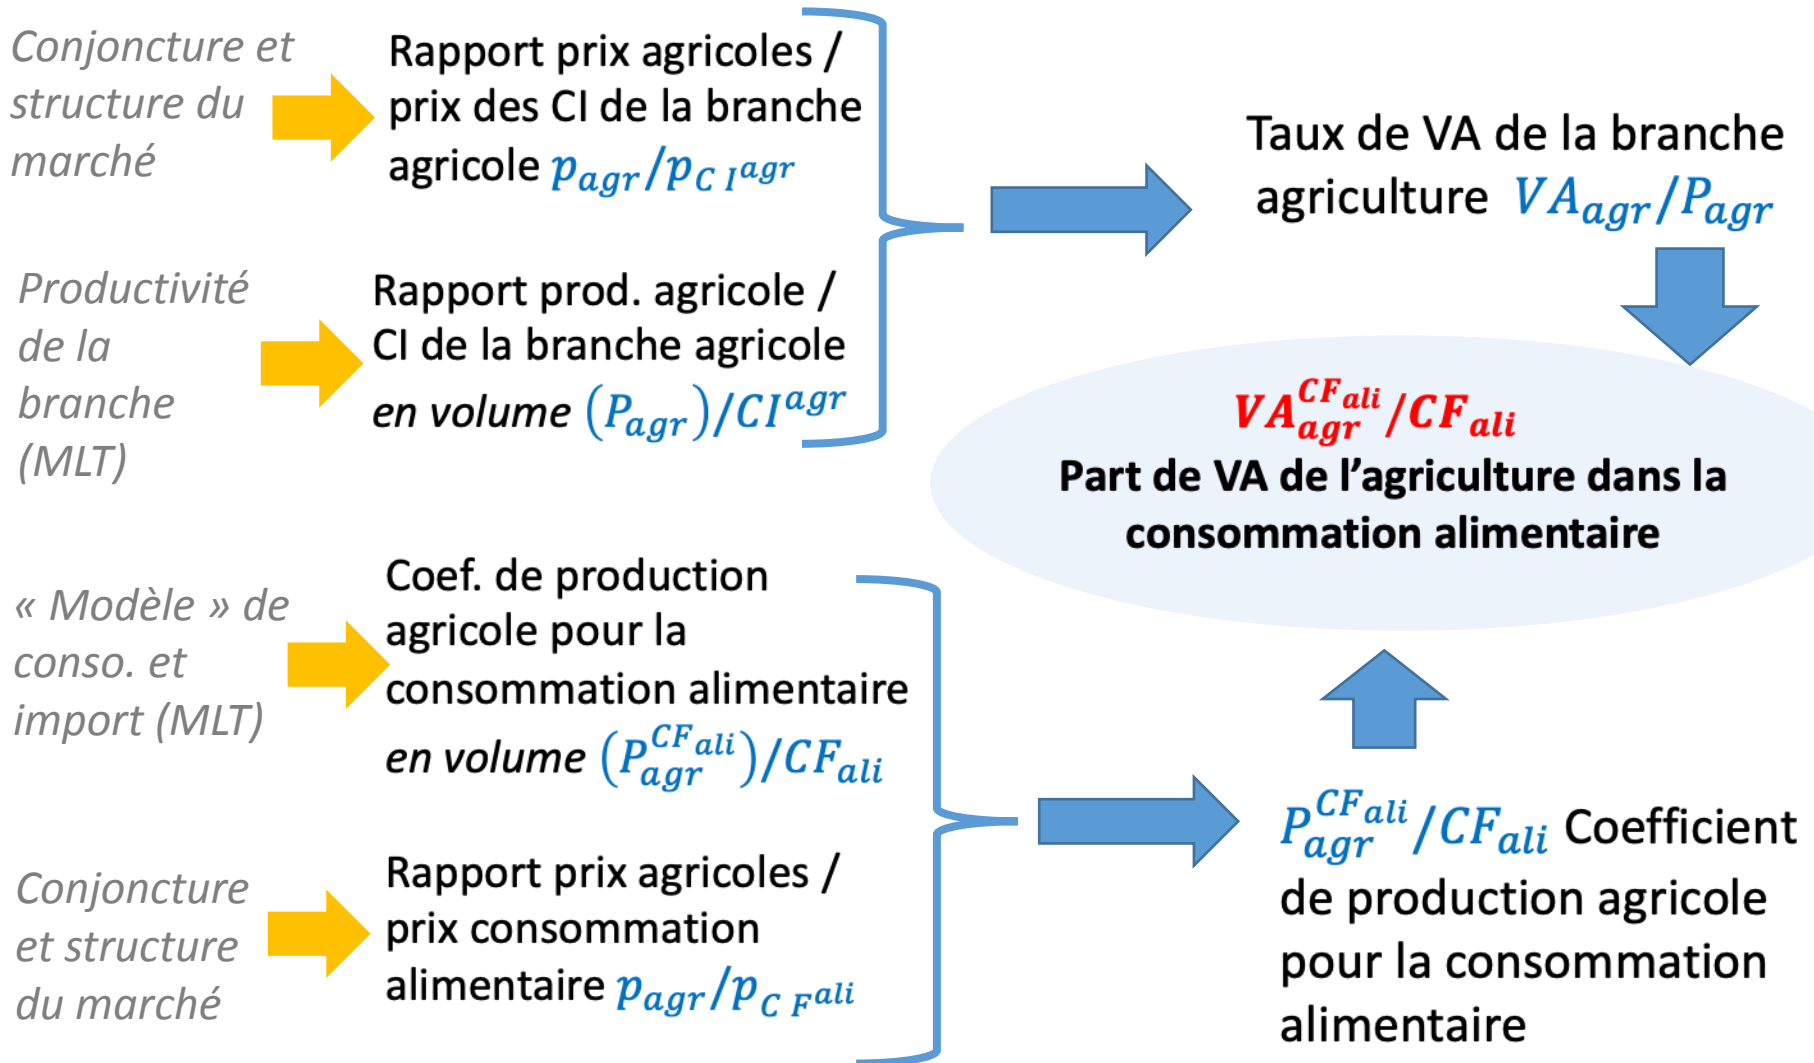 Conjoncture et
structure du
marché
Rapport prix agricoles /
prix des CI de la branche
agricole p_agr/p_C I^agr
Productivité
de la
branche
(MLT)
Rapport prod. agricole /
CI de la branche agricole
en volume (P_agr)/CI^agr
« Modèle » de
conso. et
import (MLT)
Coef. de production
agricole pour la
consommation alimentaire
en volume (P_agr^CF_ali)/CF_ali
Conjoncture
et structure
du marché
Rapport prix agricoles /
prix consommation
alimentaire p_agr/p_C F^ali
Taux de VA de la branche
agriculture VA_agr/P_agr
VA_agr^CF_ali/CF_ali
Part de VA de l’agriculture dans la
consommation alimentaire
P_agr^CF_ali/CF_ali Coefficient
de production agricole
pour la consommation
alimentaire